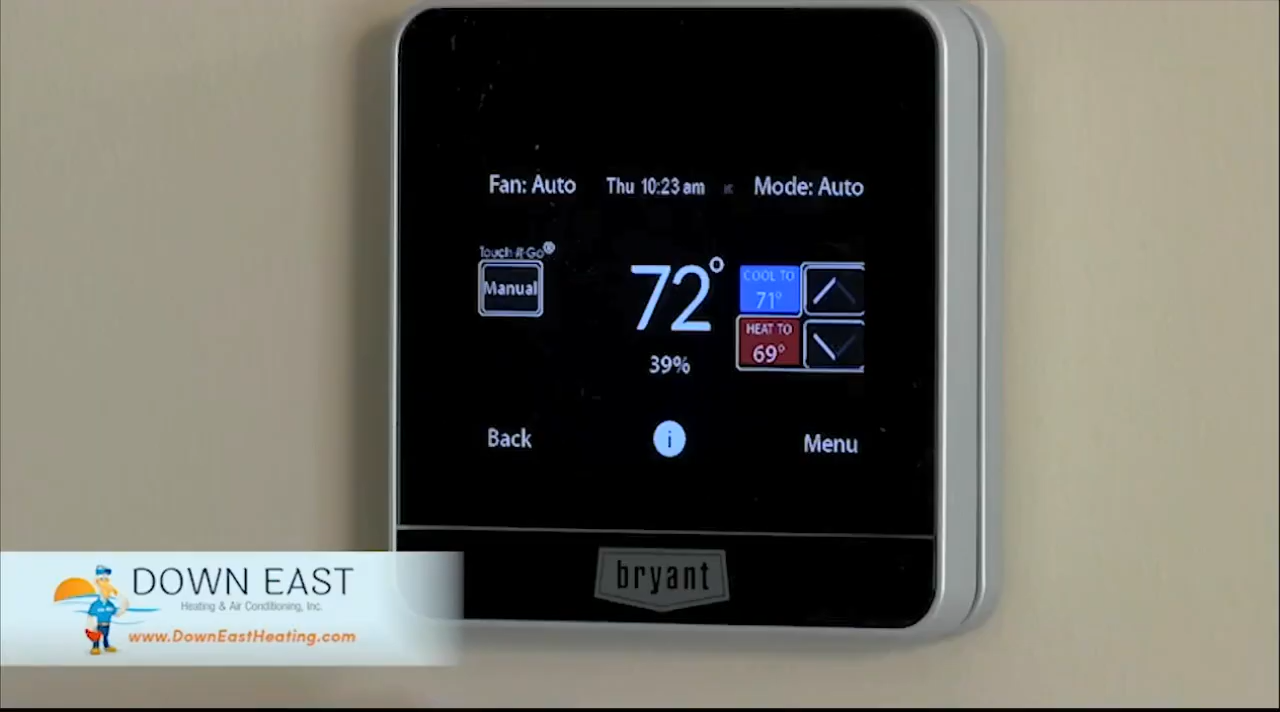 Fan: Auto Thu 10:23 am Mode: Auto
Touch-N-Go®
Manual
72°
COOL TO
71°
HEAT TO
69°
39%
Back
i
Menu
bryant
DOWN EAST
Heating & Air Conditioning, Inc.
www.DownEastHeating.com